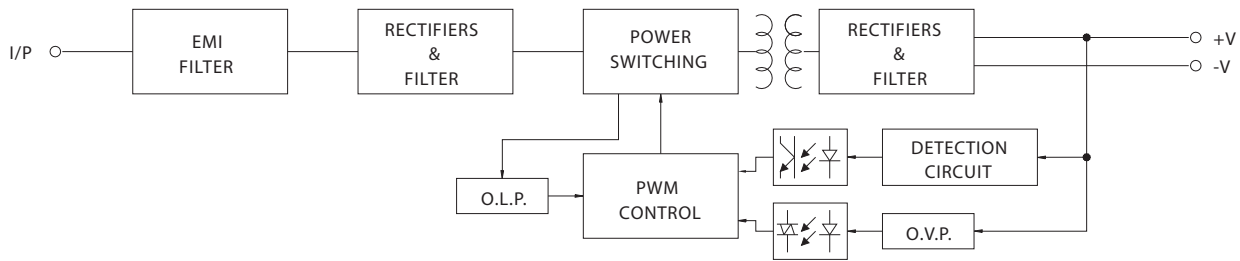 I/P
EMI
FILTER
RECTIFIERS
&
FILTER
POWER
SWITCHING
RECTIFIERS
&
FILTER
+V
-V
O.L.P.
PWM
CONTROL
DETECTION
CIRCUIT
O.V.P.